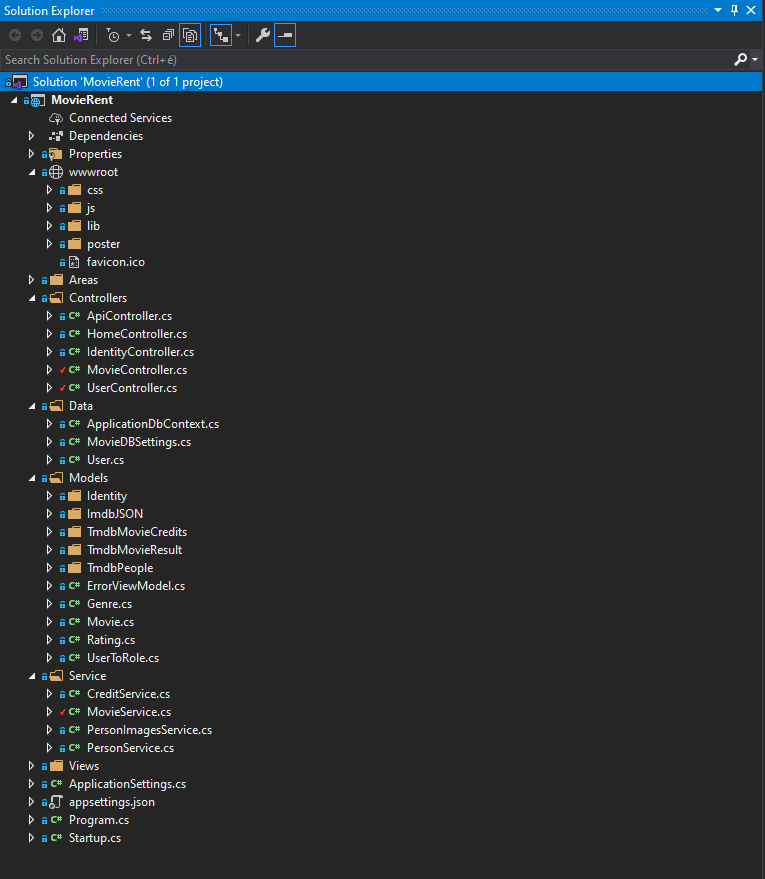 Solution Explorer
Search Solution Explorer (Ctrl+é)
Solution 'MovieRent' (1 of 1 project)
MovieRent
Connected Services
Dependencies
Properties
wwwroot
css
js
lib
poster
favicon.ico
Areas
Controllers
C# ApiController.cs
C# HomeController.cs
C# IdentityController.cs
C# MovieController.cs
C# UserController.cs
Data
C# ApplicationDbContext.cs
C# MovieDBSettings.cs
C# User.cs
Models
Identity
ImdbJSON
TmdbMovieCredits
TmdbMovieResult
TmdbPeople
C# ErrorViewModel.cs
C# Genre.cs
C# Movie.cs
C# Rating.cs
C# UserToRole.cs
Service
C# CreditService.cs
C# MovieService.cs
C# PersonImagesService.cs
C# PersonService.cs
Views
C# ApplicationSettings.cs
appsettings.json
C# Program.cs
C# Startup.cs